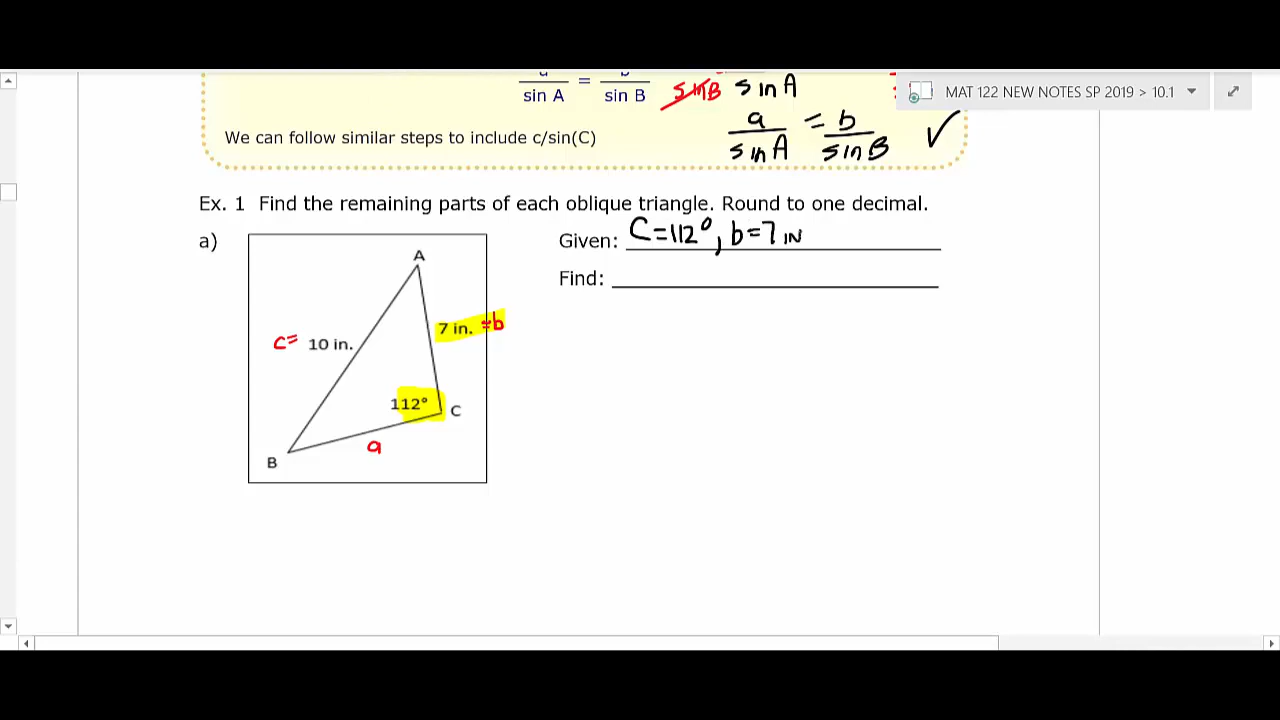 a = b sin B sin A
sin A sin B
MAT 122 NEW NOTES SP 2019 > 10.1
a = b
We can follow similar steps to include c/sin(C)
sin A sin B ✓
Ex. 1 Find the remaining parts of each oblique triangle. Round to one decimal.
a) Given: C=112°, b=7 IN
Find:
A
7 in. =b
c= 10 in.
112°
C
a
B